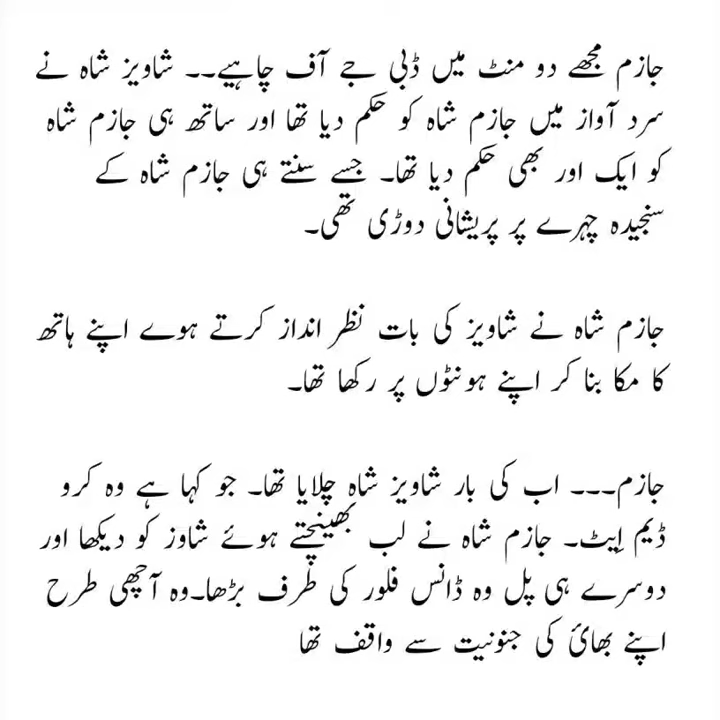 جازم مجھے دو منٹ میں ڈبی جے آف چاہیے۔۔ شاویز شاہ نے
سرد آواز میں جازم شاہ کو حکم دیا تھا اور ساتھ ہی جازم شاہ
کو ایک اور بھی حکم دیا تھا۔ جسے سنتے ہی جازم شاہ کے
سنجیدہ چہرے پر پریشانی دوڑی تھی۔
جازم شاہ نے شاویز کی بات نظر انداز کرتے ہوے اپنے ہاتھ
کا مکا بنا کر اپنے ہونٹوں پر رکھا تھا۔
جازم۔۔۔ اب کی بار شاویز شاہ چلایا تھا۔ جو کہا ہے وہ کرو
ڈیم اِیٹ۔ جازم شاہ نے لب بھینچتے ہوئے شاوز کو دیکھا اور
دوسرے ہی پل وہ ڈانس فلور کی طرف بڑھا۔وہ آچھی طرح
اپنے بھائ کی جنونیت سے واقف تھا